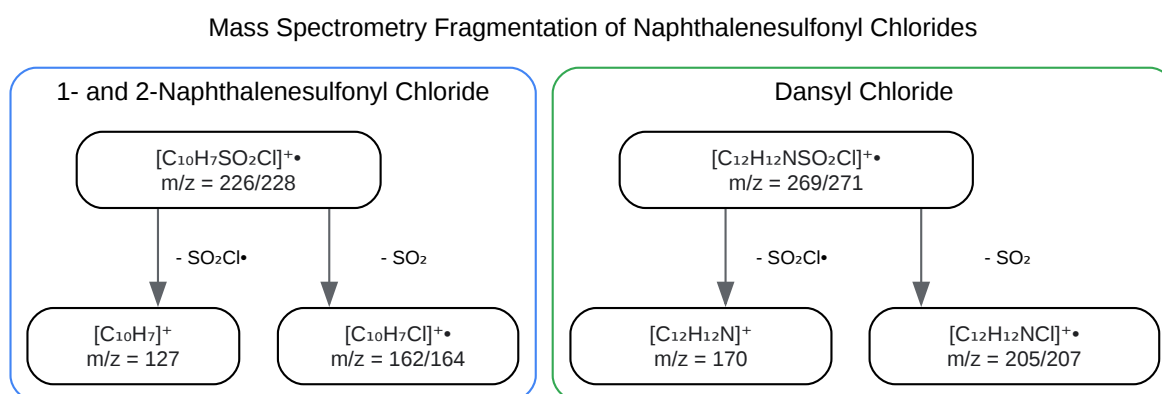 Mass Spectrometry Fragmentation of Naphthalenesulfonyl Chlorides
1- and 2-Naphthalenesulfonyl Chloride
[C₁₀H₇SO₂Cl]⁺•
m/z = 226/228
- SO₂Cl•
- SO₂
[C₁₀H₇]⁺
m/z = 127
[C₁₀H₇Cl]⁺•
m/z = 162/164
Dansyl Chloride
[C₁₂H₁₂NSO₂Cl]⁺•
m/z = 269/271
- SO₂Cl•
- SO₂
[C₁₂H₁₂N]⁺
m/z = 170
[C₁₂H₁₂NCl]⁺•
m/z = 205/207